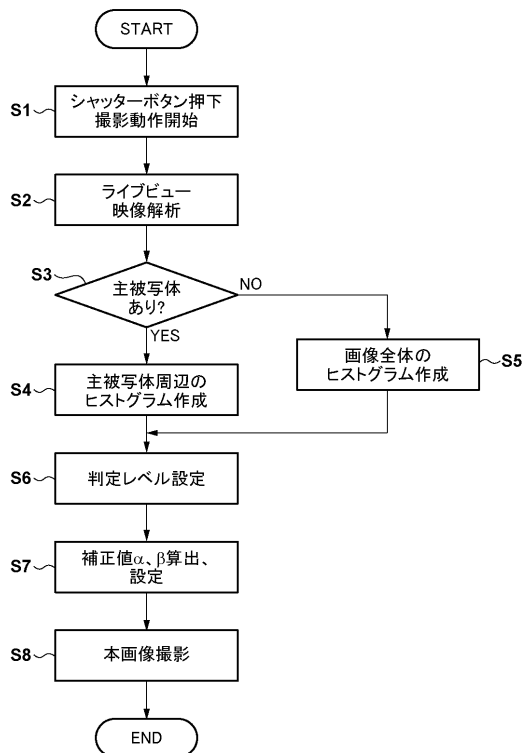 START
S1
シャッターボタン押下
撮影動作開始
S2
ライブビュー
映像解析
S3
主被写体
あり?
NO
YES
S4
主被写体周辺の
ヒストグラム作成
画像全体の
ヒストグラム作成
S5
S6
判定レベル設定
S7
補正値α、β算出、
設定
S8
本画像撮影
END